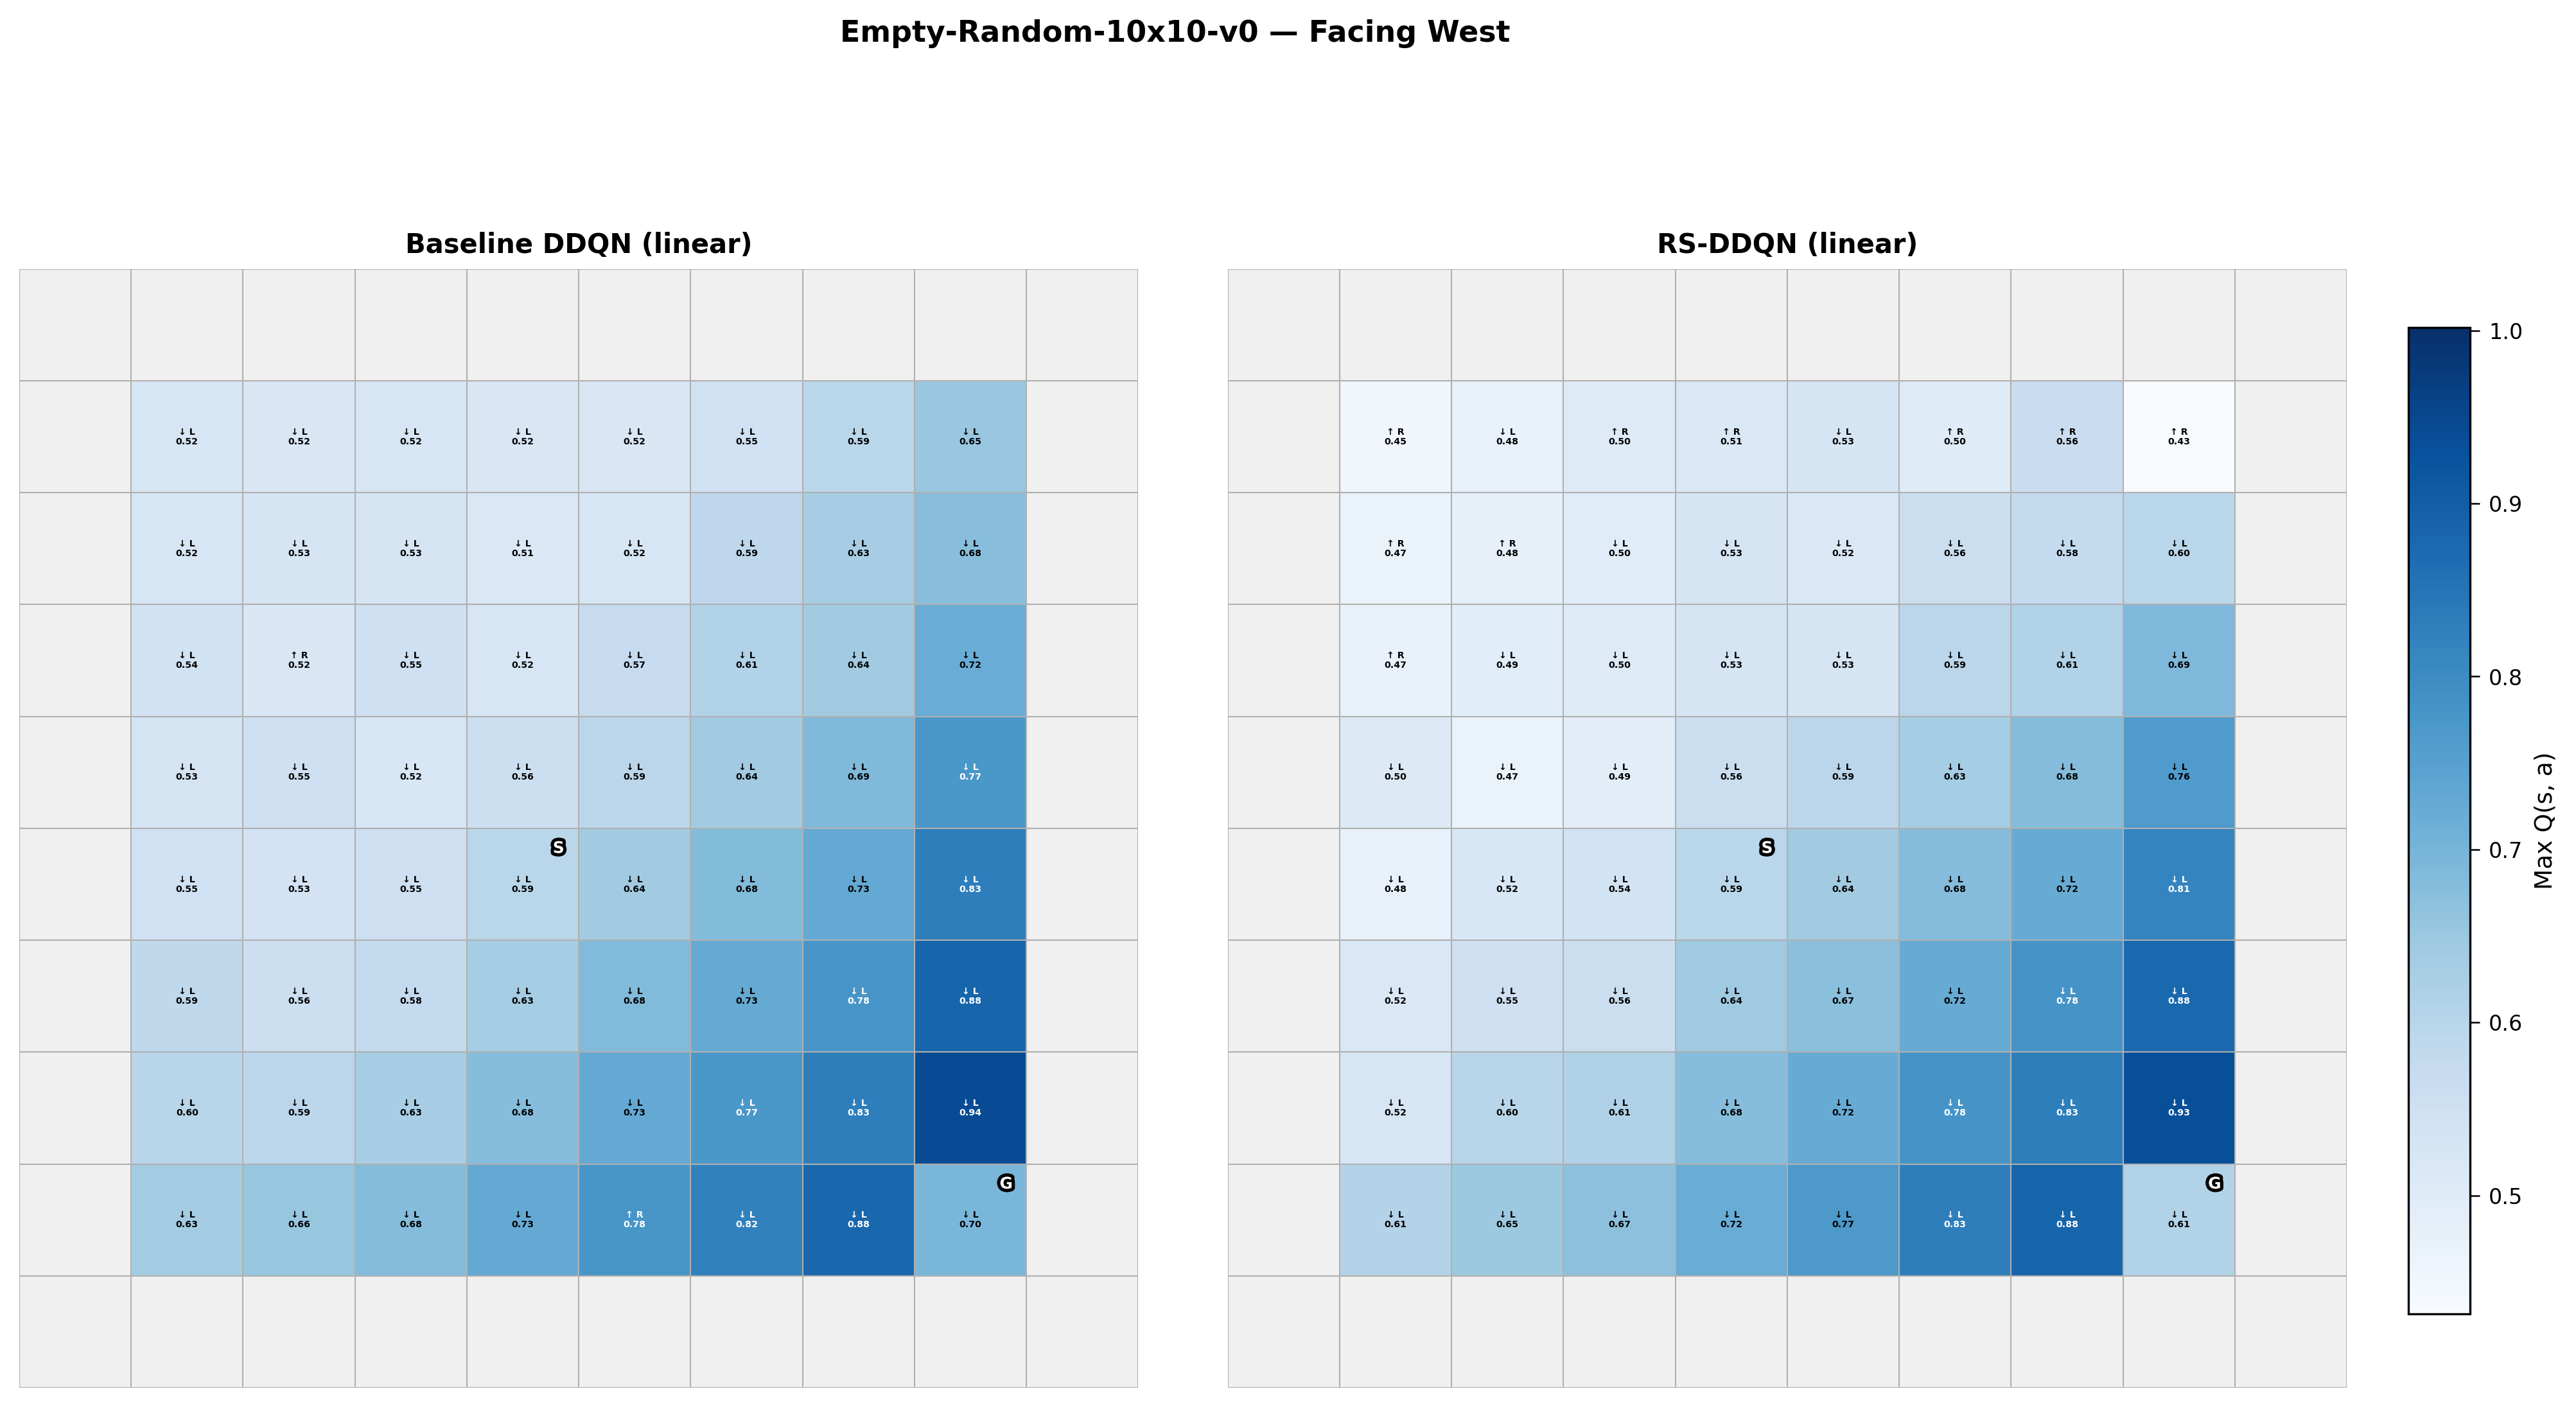 Empty-Random-10x10-v0 — Facing West
Baseline DDQN (linear)
↓ L ↓ L ↓ L ↓ L ↓ L ↓ L ↓ L ↓ L
0.52 0.52 0.52 0.52 0.52 0.55 0.59 0.65
↓ L ↓ L ↓ L ↓ L ↓ L ↓ L ↓ L ↓ L
0.52 0.53 0.53 0.51 0.52 0.59 0.63 0.68
↓ L ↑ R ↓ L ↓ L ↓ L ↓ L ↓ L ↓ L
0.54 0.52 0.55 0.52 0.57 0.61 0.64 0.72
↓ L ↓ L ↓ L ↓ L ↓ L ↓ L ↓ L ↓ L
0.53 0.55 0.52 0.56 0.59 0.64 0.69 0.77
S
↓ L ↓ L ↓ L ↓ L ↓ L ↓ L ↓ L ↓ L
0.55 0.53 0.55 0.59 0.64 0.68 0.73 0.83
↓ L ↓ L ↓ L ↓ L ↓ L ↓ L ↓ L ↓ L
0.59 0.56 0.58 0.63 0.68 0.73 0.78 0.88
↓ L ↓ L ↓ L ↓ L ↓ L ↓ L ↓ L ↓ L
0.60 0.59 0.63 0.68 0.73 0.77 0.83 0.94
G
↓ L ↓ L ↓ L ↓ L ↑ R ↓ L ↓ L ↓ L
0.63 0.66 0.68 0.73 0.78 0.82 0.88 0.70
RS-DDQN (linear)
↑ R ↓ L ↑ R ↑ R ↓ L ↑ R ↑ R ↑ R
0.45 0.48 0.50 0.51 0.53 0.50 0.56 0.43
↑ R ↑ R ↓ L ↓ L ↓ L ↓ L ↓ L ↓ L
0.47 0.48 0.50 0.53 0.52 0.56 0.58 0.60
↑ R ↓ L ↓ L ↓ L ↓ L ↓ L ↓ L ↓ L
0.47 0.49 0.50 0.53 0.53 0.59 0.61 0.69
↓ L ↓ L ↓ L ↓ L ↓ L ↓ L ↓ L ↓ L
0.50 0.47 0.49 0.56 0.59 0.63 0.68 0.76
S
↓ L ↓ L ↓ L ↓ L ↓ L ↓ L ↓ L ↓ L
0.48 0.52 0.54 0.59 0.64 0.68 0.72 0.81
↓ L ↓ L ↓ L ↓ L ↓ L ↓ L ↓ L ↓ L
0.52 0.55 0.56 0.64 0.67 0.72 0.78 0.88
↓ L ↓ L ↓ L ↓ L ↓ L ↓ L ↓ L ↓ L
0.52 0.60 0.61 0.68 0.72 0.78 0.83 0.93
G
↓ L ↓ L ↓ L ↓ L ↓ L ↓ L ↓ L ↓ L
0.61 0.65 0.67 0.72 0.77 0.83 0.88 0.61
1.0
0.9
0.8
0.7
0.6
0.5
Max Q(s, a)